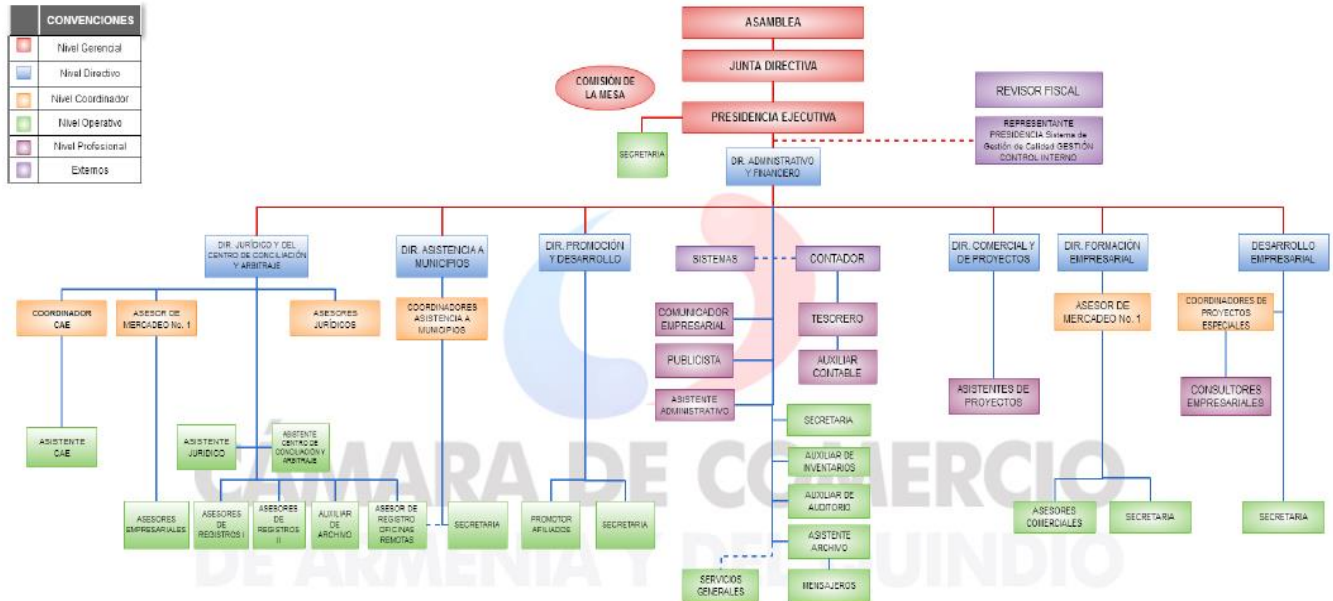 CONVENCIONES
Nivel Gerencial
Nivel Directivo
Nivel Coordinador
Nivel Operativo
Nivel Profesional
Externos
ASAMBLEA
JUNTA DIRECTIVA
COMISIÓN DE
LA MESA
PRESIDENCIA EJECUTIVA
REVISOR FISCAL
REPRESENTANTE
PRESIDENCIA Sistema de
Gestión de Calidad GESTIÓN
CONTROL INTERNO
SECRETARIA
DIR. ADMINISTRATIVO
Y FINANCIERO
DIR. JURÍDICO Y DEL
CENTRO DE CONCILIACIÓN
Y ARBITRAJE
DIR. ASISTENCIA A
MUNICIPIOS
DIR. PROMOCIÓN
Y DESARROLLO
SISTEMAS
CONTADOR
DIR. COMERCIAL Y
DE PROYECTOS
DIR. FORMACIÓN
EMPRESARIAL
DESARROLLO
EMPRESARIAL
COORDINADOR
CAE
ASESOR DE
MERCADEO No. 1
ASESORES
JURÍDICOS
COORDINADORES
ASISTENCIA A
MUNICIPIOS
COMUNICADOR
EMPRESARIAL
TESORERO
ASESOR DE
MERCADEO No. 1
COORDINADORES DE
PROYECTOS
ESPECIALES
PUBLICISTA
AUXILIAR
CONTABLE
ASISTENTE
ADMINISTRATIVO
ASISTENTES DE
PROYECTOS
CONSULTORES
EMPRESARIALES
ASISTENTE
CAE
ASISTENTE
JURIDICO
ASISTENTE
CENTRO DE
CONCILIACIÓN Y
ARBITRAJE
SECRETARIA
AUXILIAR DE
INVENTARIOS
ASESORES
EMPRESARIALES
ASESORES
DE
REGISTROS I
ASESORES
DE
REGISTROS
II
AUXILIAR
DE
ARCHIVO
ASESOR DE
REGISTRO
OFICINAS
REMOTAS
SECRETARIA
PROMOTOR
AFILIADOS
SECRETARIA
AUXILIAR DE
AUDITORIO
ASESORES
COMERCIALES
SECRETARIA
SECRETARIA
ASISTENTE
ARCHIVO
SERVICIOS
GENERALES
MENSAJEROS
CÁMARA DE COMERCIO
DE ARMENIA Y DEL QUINDÍO